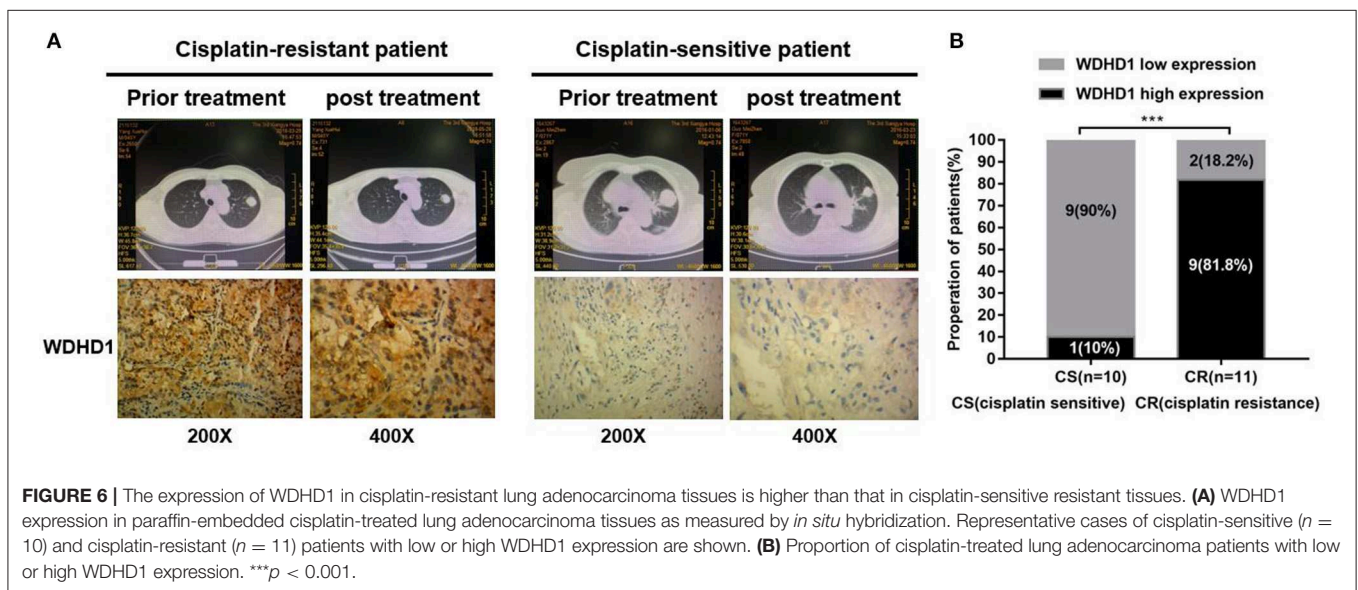 A
Cisplatin-resistant patient
Cisplatin-sensitive patient
Prior treatment
post treatment
Prior treatment
post treatment
WDHD1
200X
400X
200X
400X
B
WDHD1 low expression
WDHD1 high expression
***
Properation of patients(%)
100
90
80
70
60
50
40
30
20
10
0
9(90%)
1(10%)
2(18.2%)
9(81.8%)
CS(n=10)
CR(n=11)
CS(cisplatin sensitive)
CR(cisplatin resistance)
FIGURE 6 | The expression of WDHD1 in cisplatin-resistant lung adenocarcinoma tissues is higher than that in cisplatin-sensitive resistant tissues. (A) WDHD1
expression in paraffin-embedded cisplatin-treated lung adenocarcinoma tissues as measured by in situ hybridization. Representative cases of cisplatin-sensitive (n =
10) and cisplatin-resistant (n = 11) patients with low or high WDHD1 expression are shown. (B) Proportion of cisplatin-treated lung adenocarcinoma patients with low
or high WDHD1 expression. ***p < 0.001.